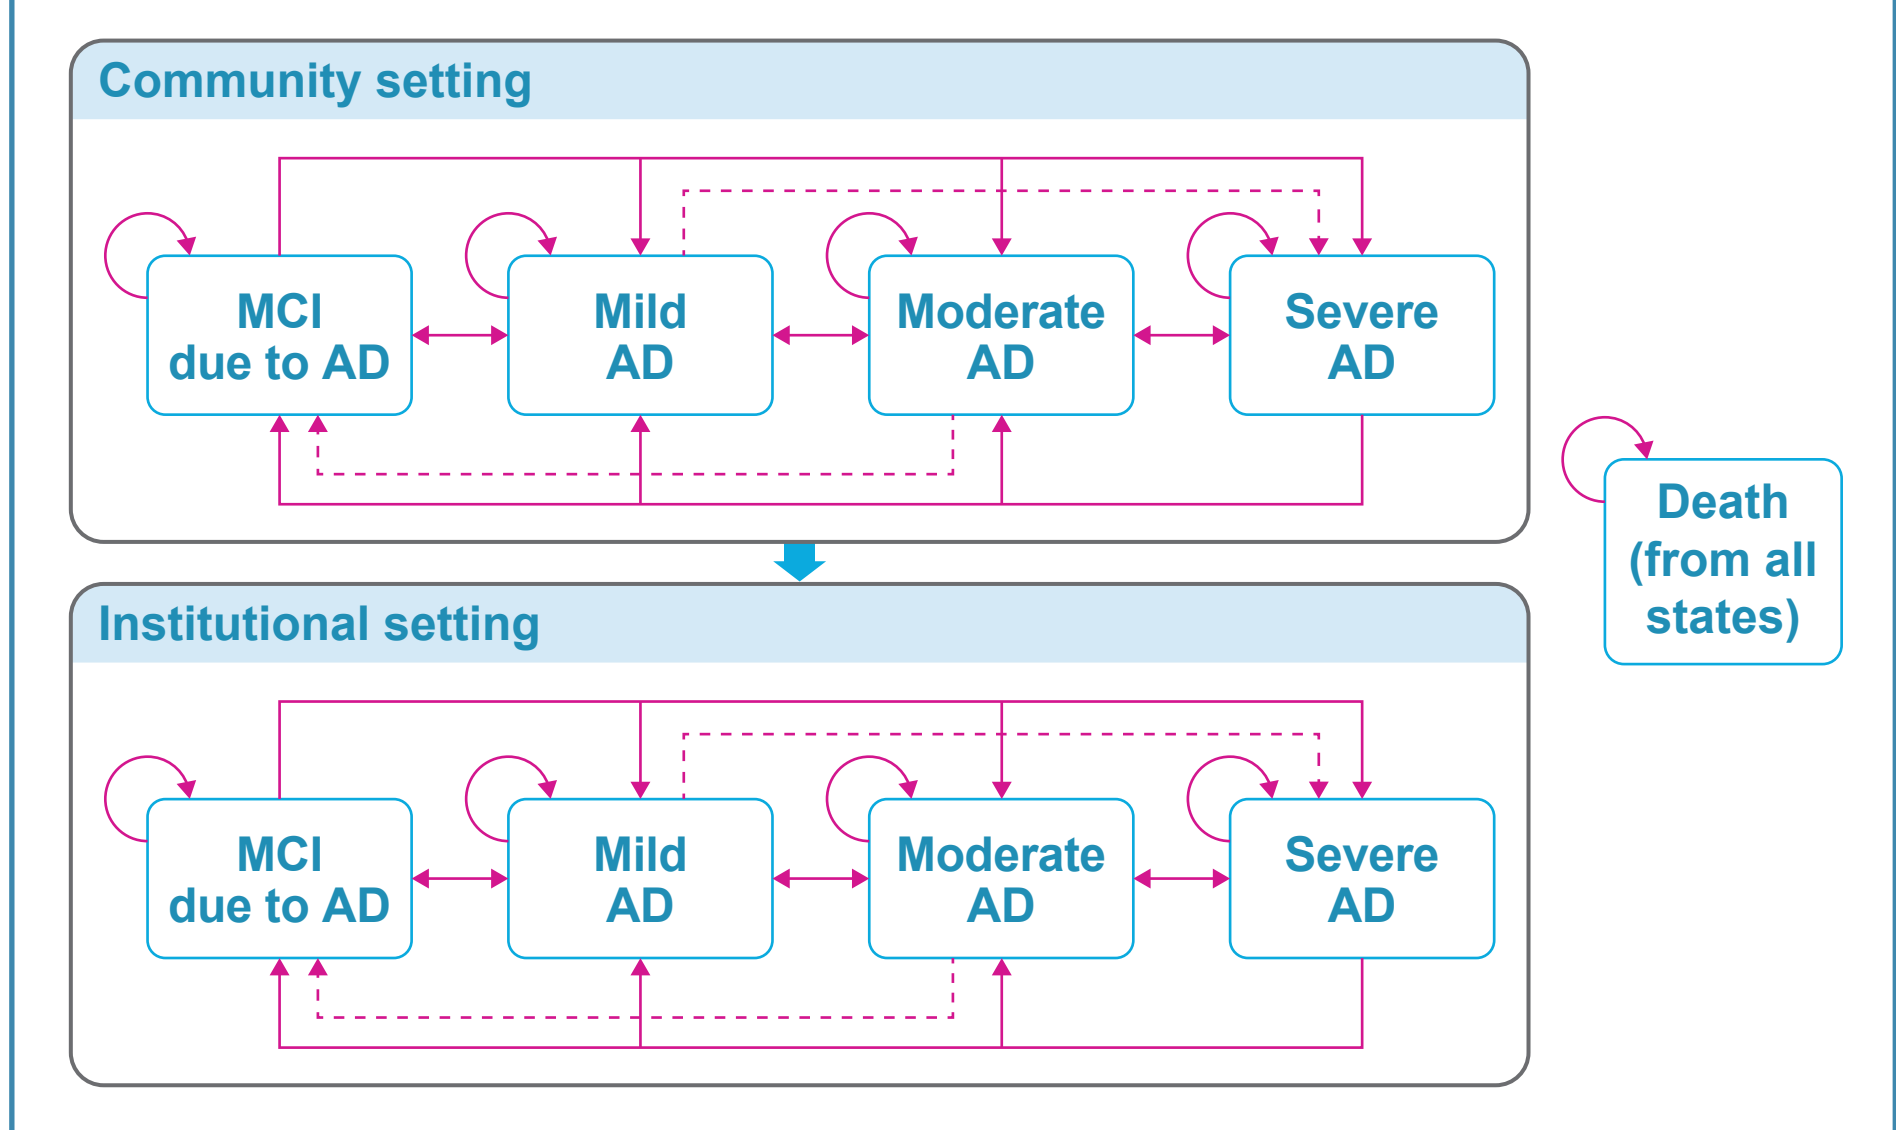 Community setting
MCI
due to AD
Mild
AD
Moderate
AD
Severe
AD
Death
(from all
states)
Institutional setting
MCI
due to AD
Mild
AD
Moderate
AD
Severe
AD